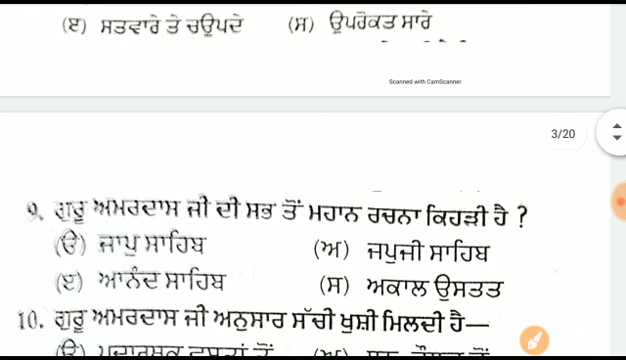 (ੲ) ਸਤਵਾਰੇ ਤੇ ਚਉਪਦੇ (ਸ) ਉਪਰੋਕਤ ਸਾਰੇ
Scanned with CamScanner
3/20
9. ਗੁਰੂ ਅਮਰਦਾਸ ਜੀ ਦੀ ਸਭ ਤੋਂ ਮਹਾਨ ਰਚਨਾ ਕਿਹੜੀ ਹੈ ?
(ੳ) ਜਾਪੁ ਸਾਹਿਬ (ਅ) ਜਪੁਜੀ ਸਾਹਿਬ
(ੲ) ਆਨੰਦ ਸਾਹਿਬ (ਸ) ਅਕਾਲ ਉਸਤਤ
10. ਗੁਰੂ ਅਮਰਦਾਸ ਜੀ ਅਨੁਸਾਰ ਸੱਚੀ ਖੁਸ਼ੀ ਮਿਲਦੀ ਹੈ—
(ੳ) (ਅ)